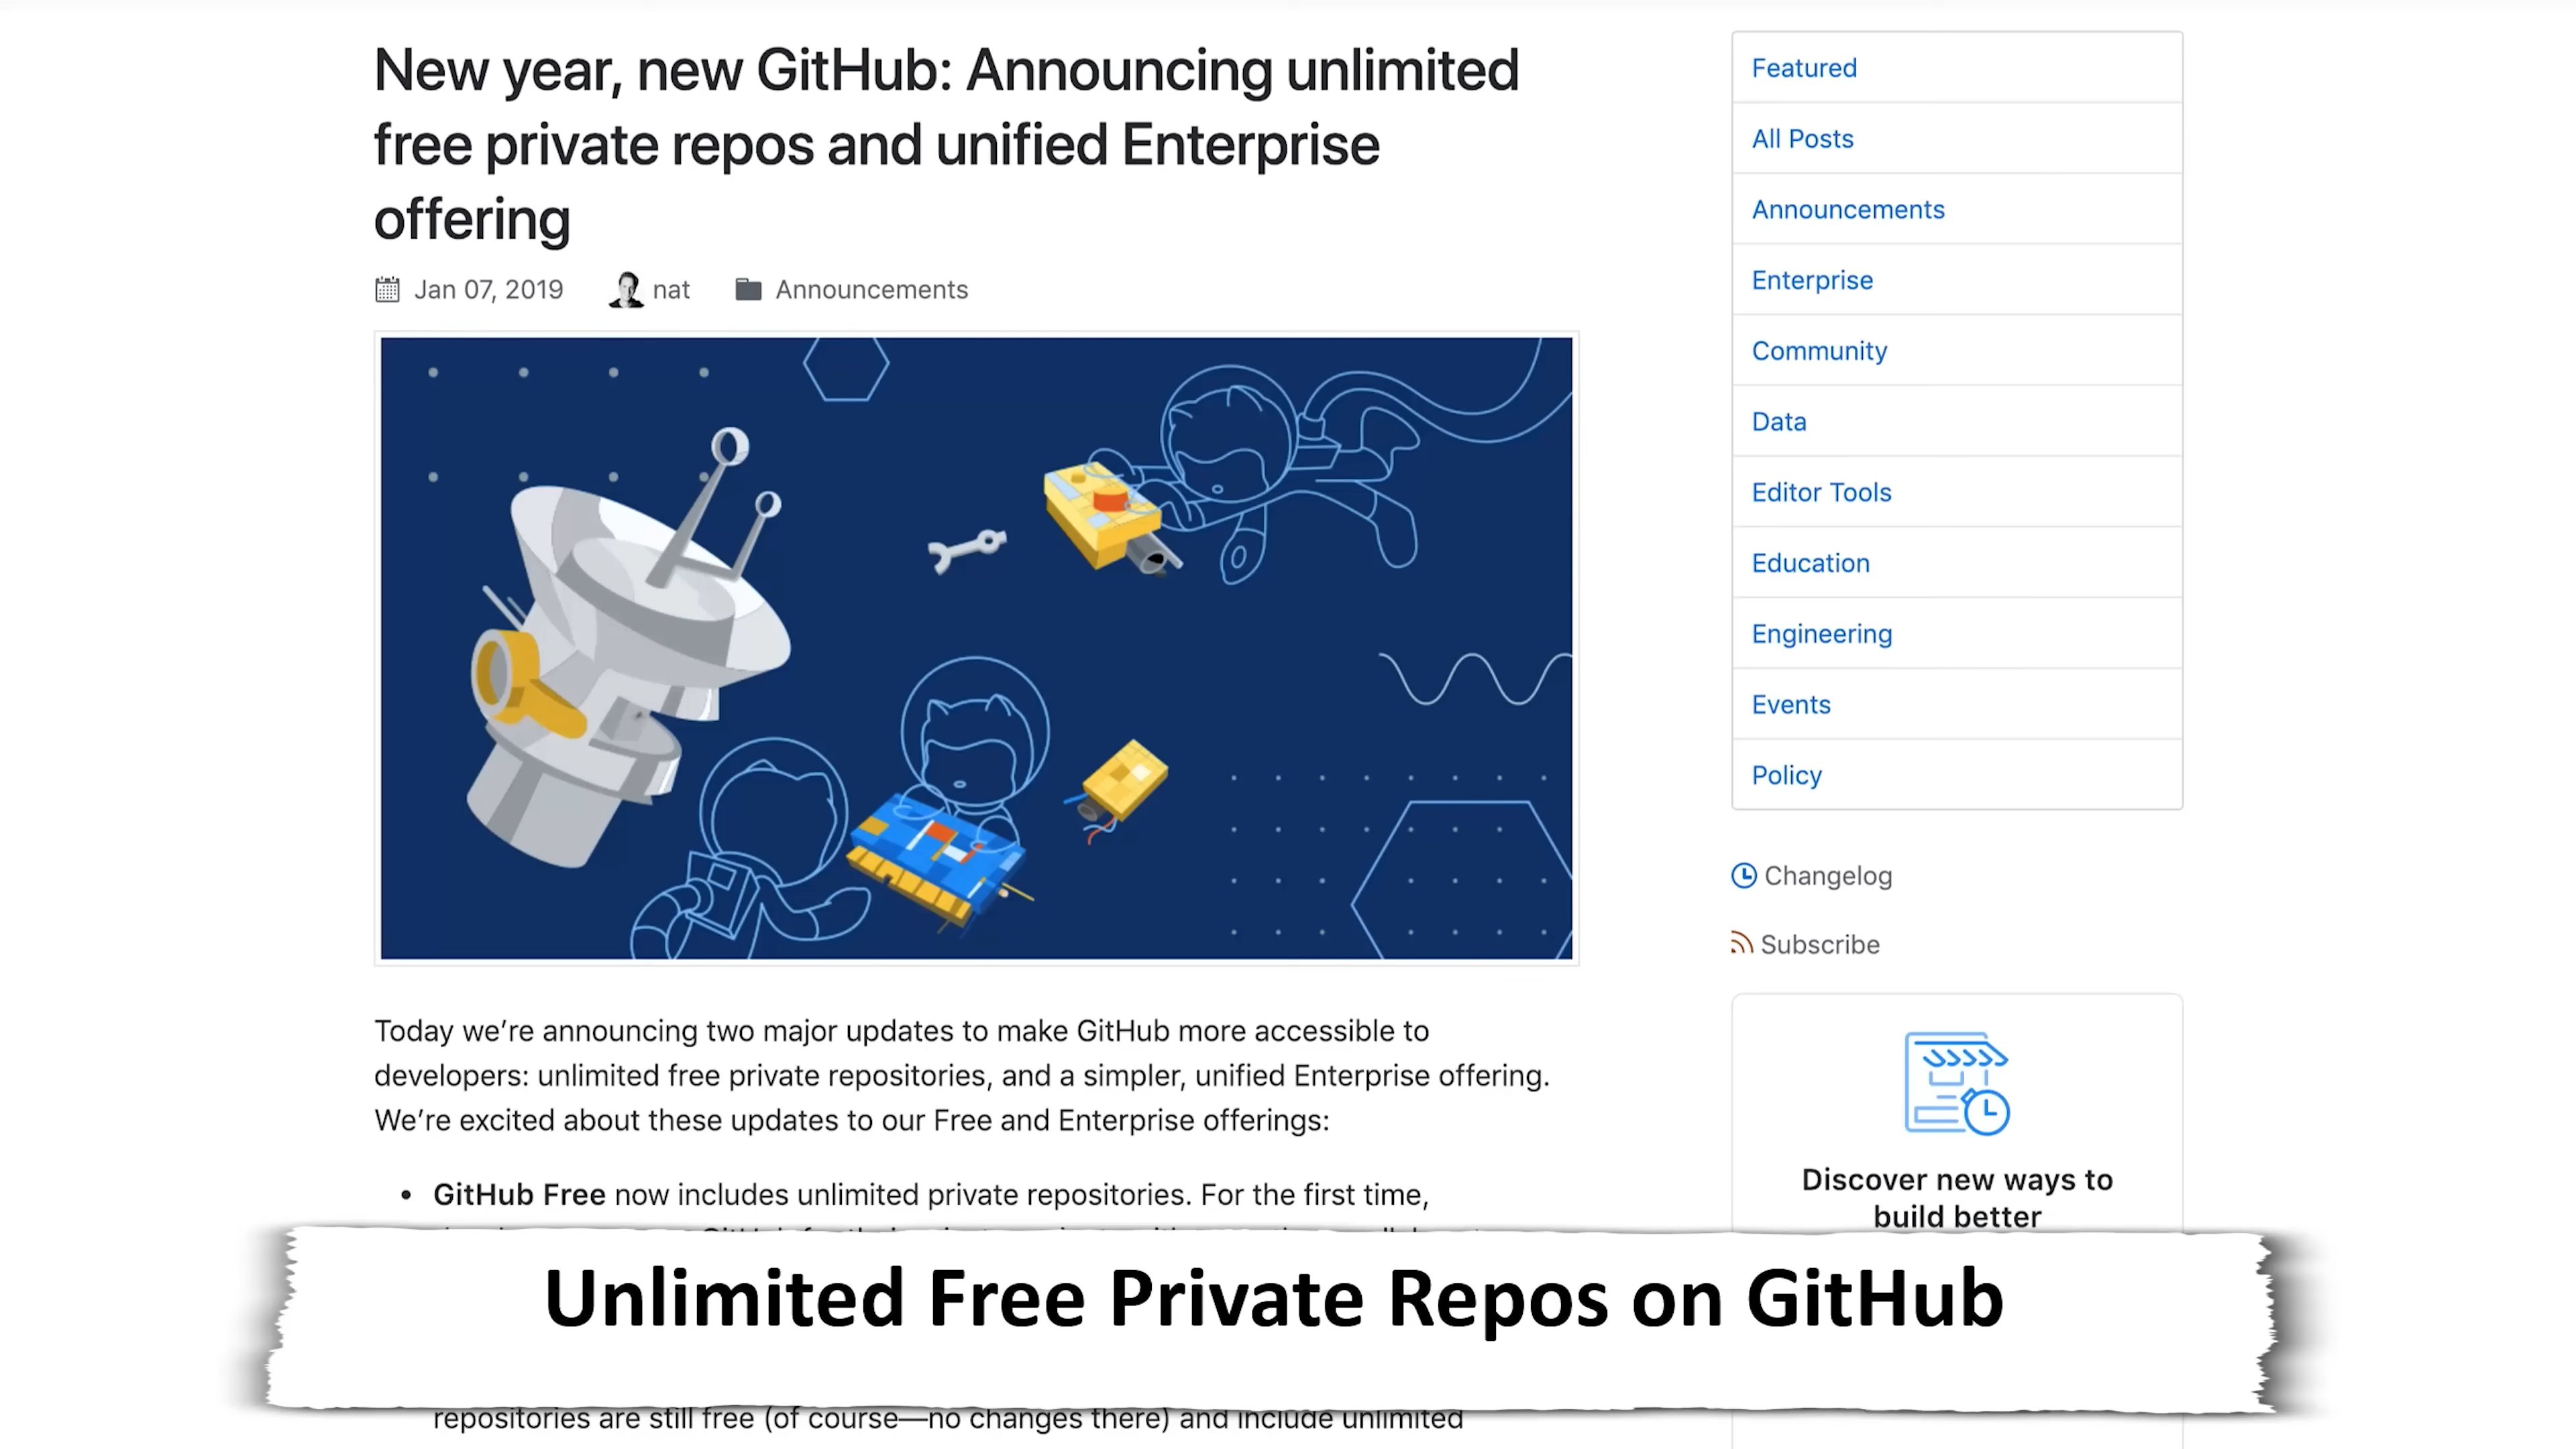 New year, new GitHub: Announcing unlimited
free private repos and unified Enterprise
offering
Jan 07, 2019 nat Announcements
Today we’re announcing two major updates to make GitHub more accessible to
developers: unlimited free private repositories, and a simpler, unified Enterprise offering.
We’re excited about these updates to our Free and Enterprise offerings:
• GitHub Free now includes unlimited private repositories. For the first time,
repositories are still free (of course—no changes there) and include unlimited
Featured
All Posts
Announcements
Enterprise
Community
Data
Editor Tools
Education
Engineering
Events
Policy
Changelog
Subscribe
Discover new ways to
build better
Unlimited Free Private Repos on GitHub